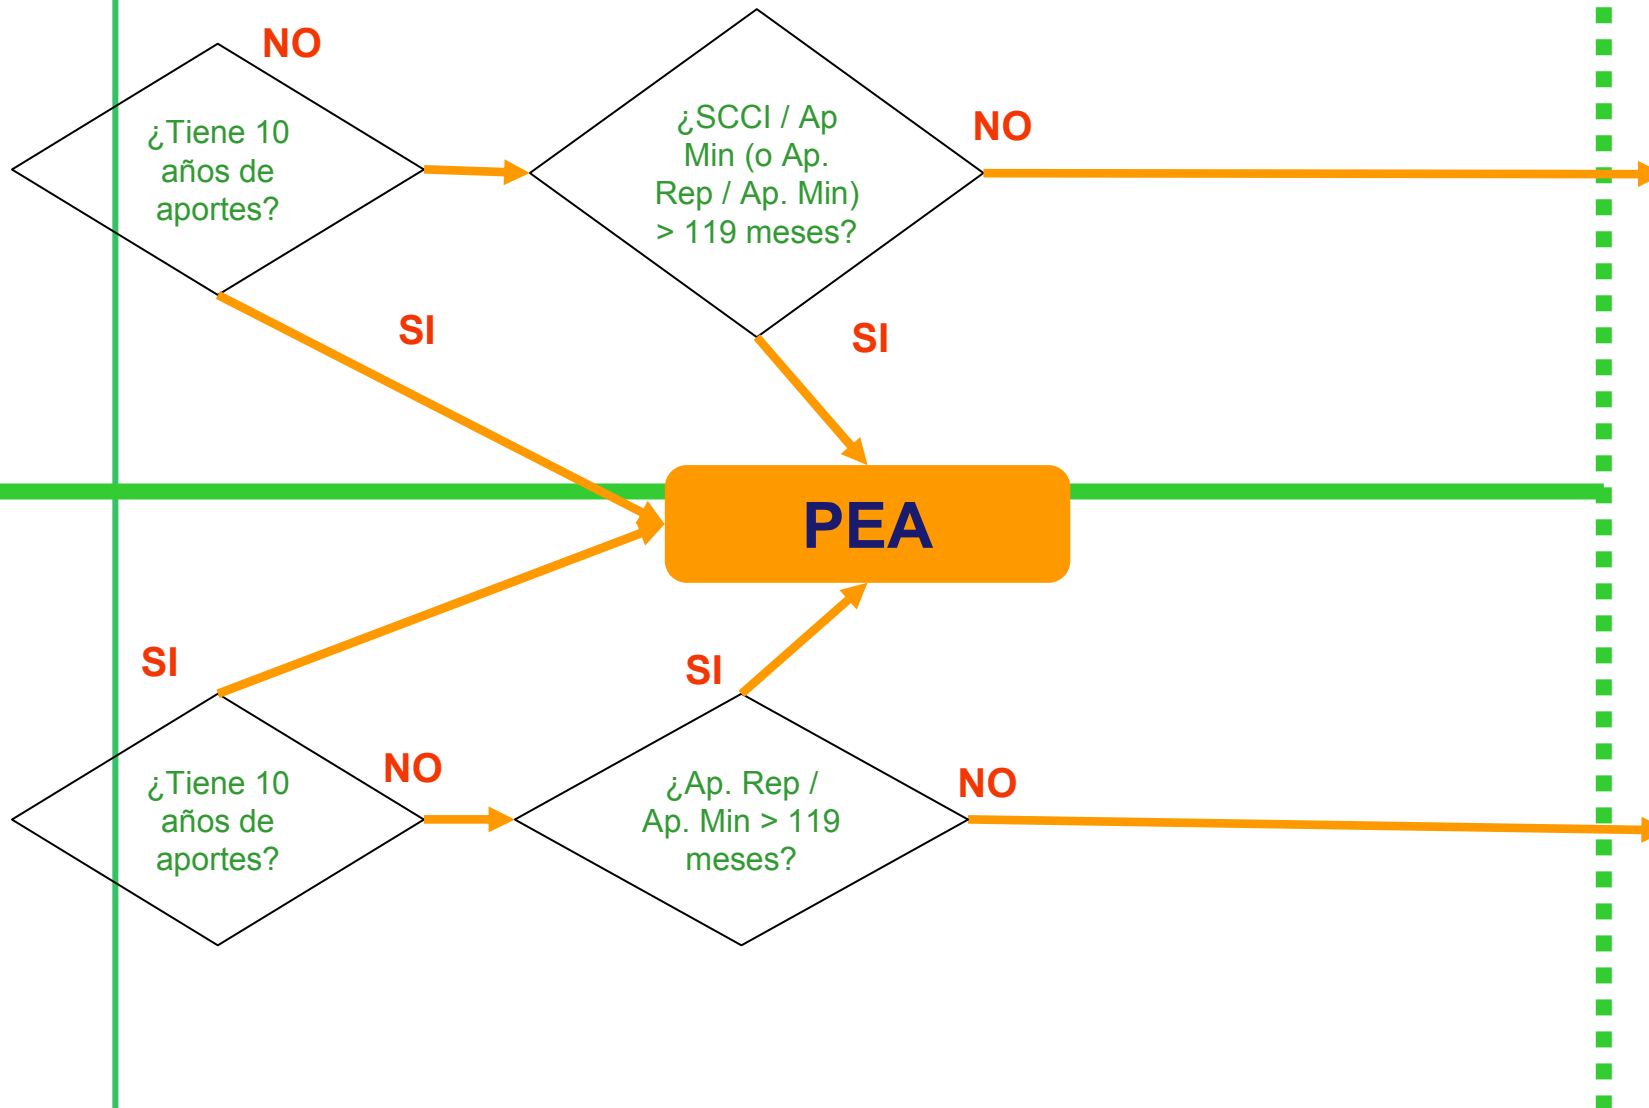 NO
¿Tiene 10
años de
aportes?
¿SCCI / Ap
Min (o Ap.
Rep / Ap. Min)
> 119 meses?
NO
SI
SI
PEA
SI
SI
¿Tiene 10
años de
aportes?
NO
¿Ap. Rep /
Ap. Min > 119
meses?
NO